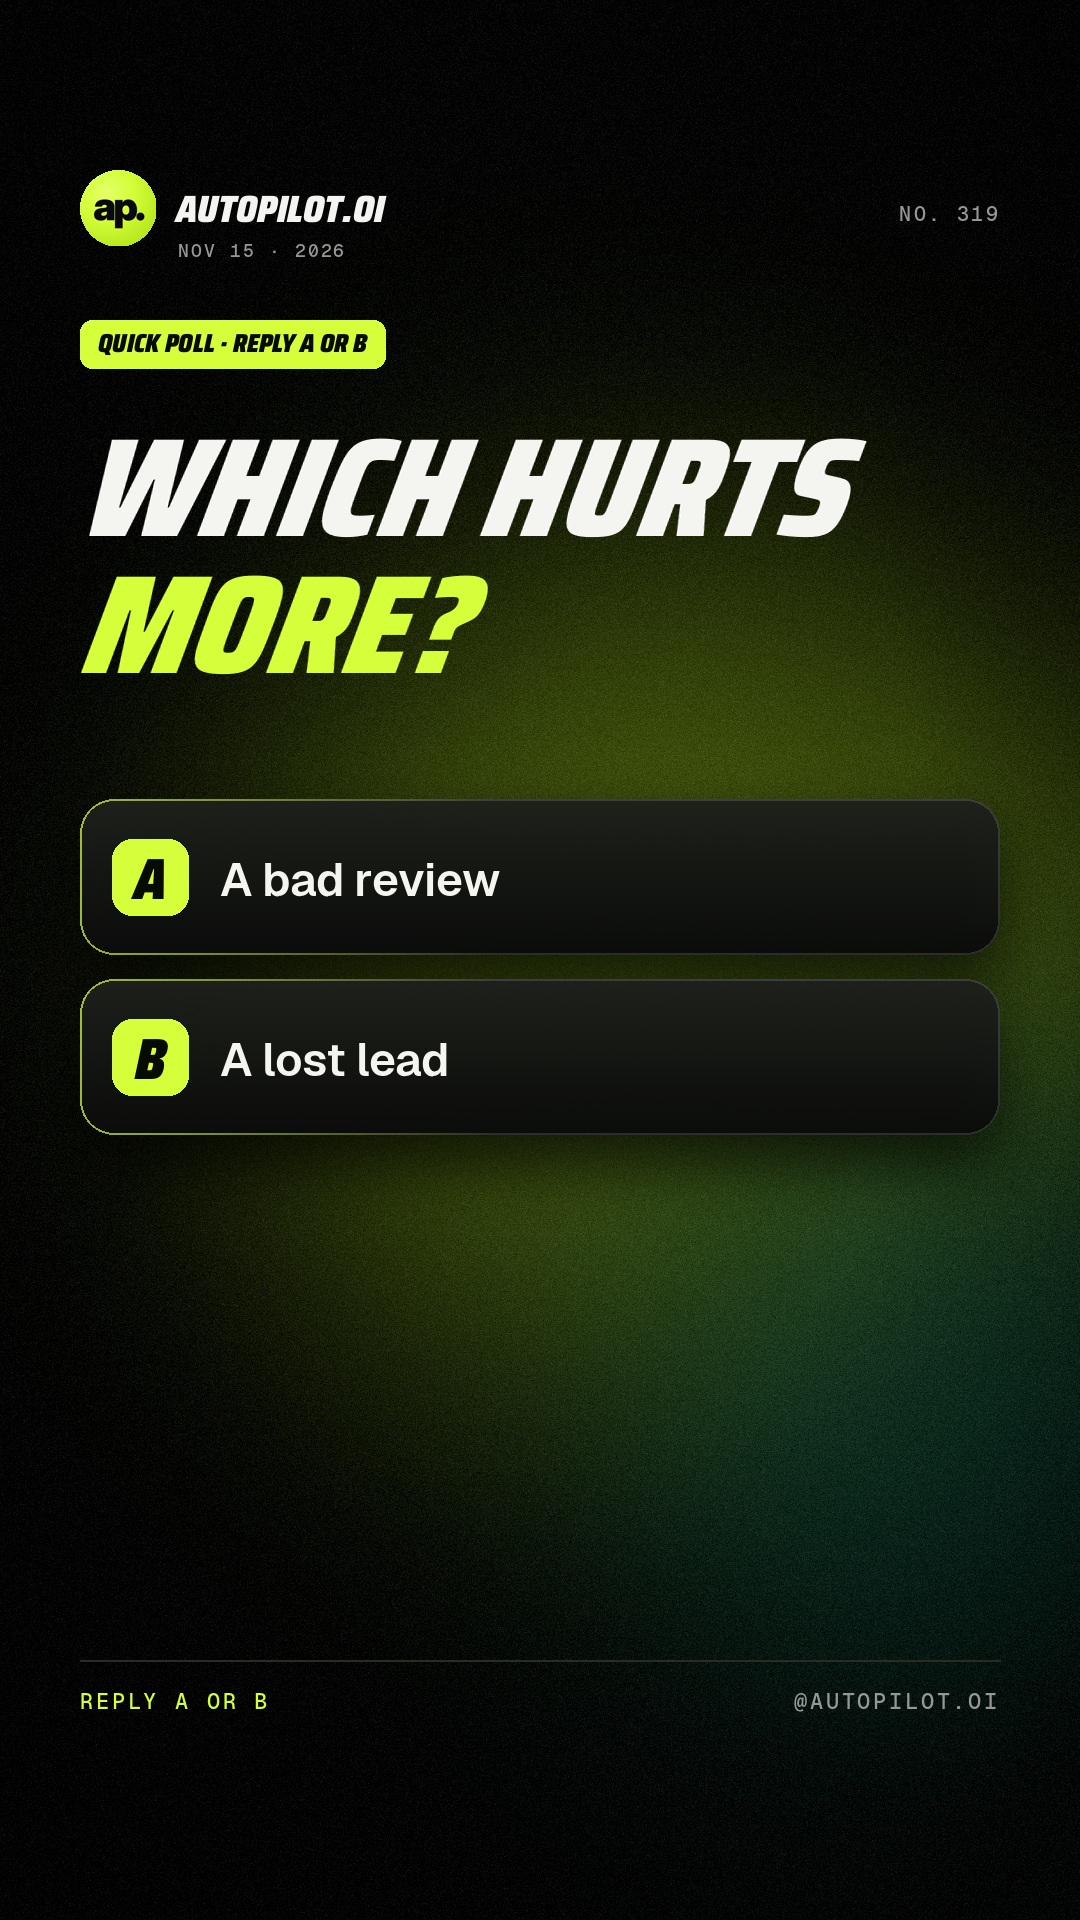 ap.
AUTOPILOT.OI
NO. 319
NOV 15 · 2026
QUICK POLL · REPLY A OR B
WHICH HURTS
MORE?
A
A bad review
B
A lost lead
REPLY A OR B
@AUTOPILOT.OI